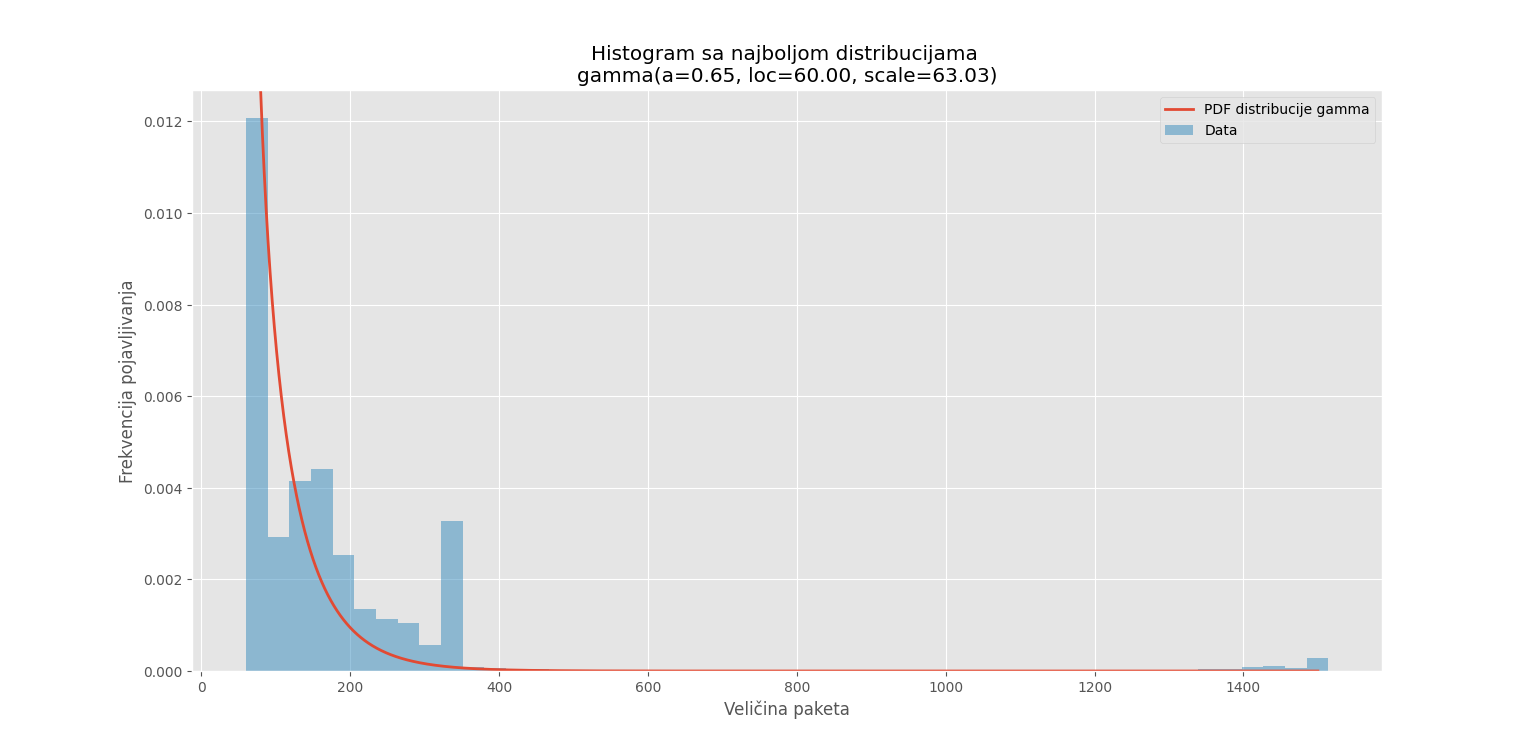 Histogram sa najboljom distribucijama
gamma(a=0.65, loc=60.00, scale=63.03)
PDF distribucije gamma
Data
Frekvencija pojavljivanja
0.012
0.010
0.008
0.006
0.004
0.002
0.000
0
200
400
600
800
1000
1200
1400
Veličina paketa